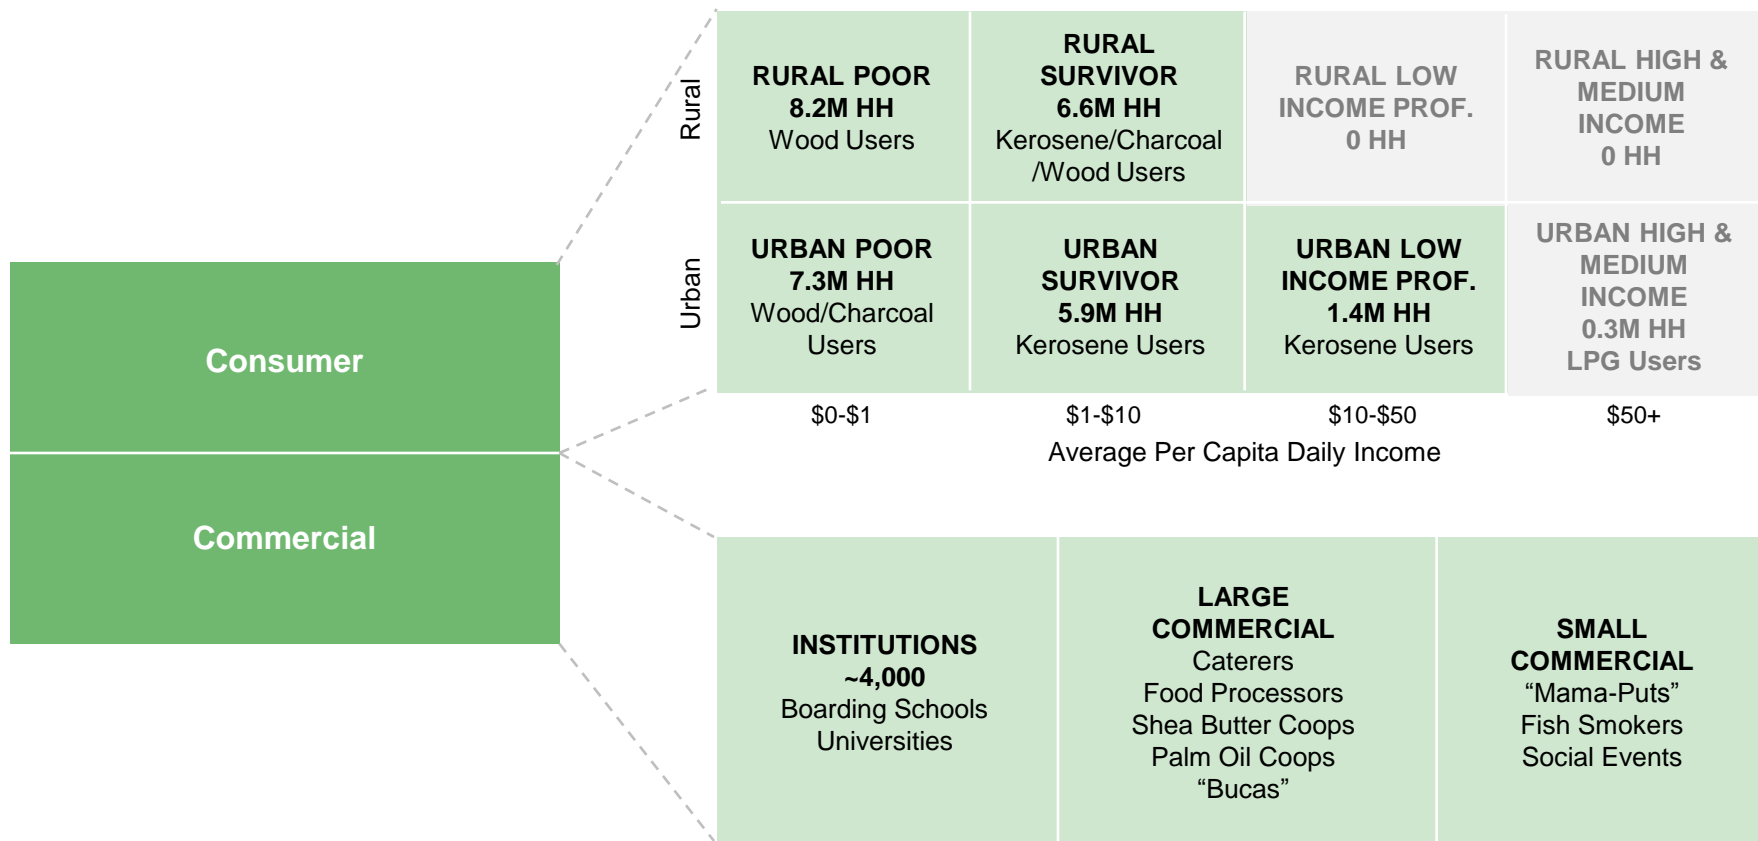 Consumer
Commercial
Rural
RURAL POOR
8.2M HH
Wood Users
RURAL
SURVIVOR
6.6M HH
Kerosene/Charcoal
/Wood Users
RURAL LOW
INCOME PROF.
0 HH
RURAL HIGH &
MEDIUM
INCOME
0 HH
Urban
URBAN POOR
7.3M HH
Wood/Charcoal
Users
URBAN
SURVIVOR
5.9M HH
Kerosene Users
URBAN LOW
INCOME PROF.
1.4M HH
Kerosene Users
URBAN HIGH &
MEDIUM
INCOME
0.3M HH
LPG Users
$0-$1
$1-$10
$10-$50
$50+
Average Per Capita Daily Income
INSTITUTIONS
~4,000
Boarding Schools
Universities
LARGE
COMMERCIAL
Caterers
Food Processors
Shea Butter Coops
Palm Oil Coops
“Bucas”
SMALL
COMMERCIAL
“Mama-Puts”
Fish Smokers
Social Events